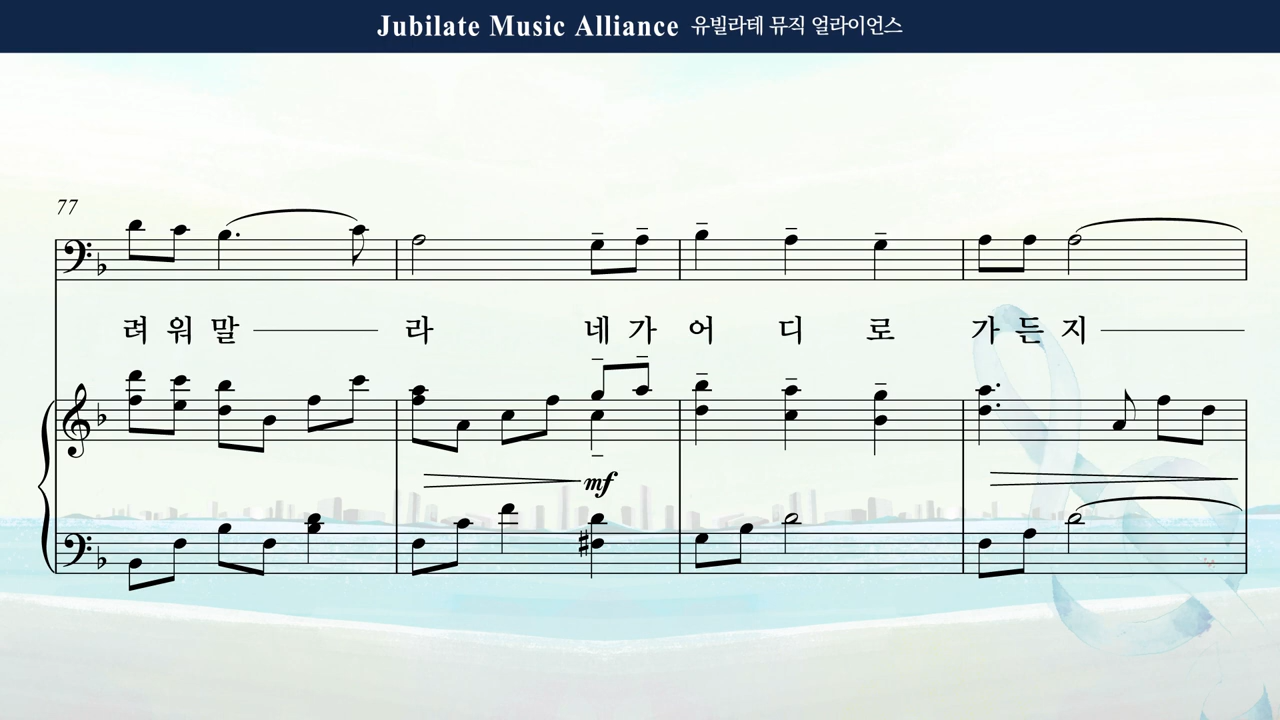 Jubilate Music Alliance 유빌라테 뮤직 얼라이언스
77
려 워 말 라 네 가 어 디 로 가 든 지
mf